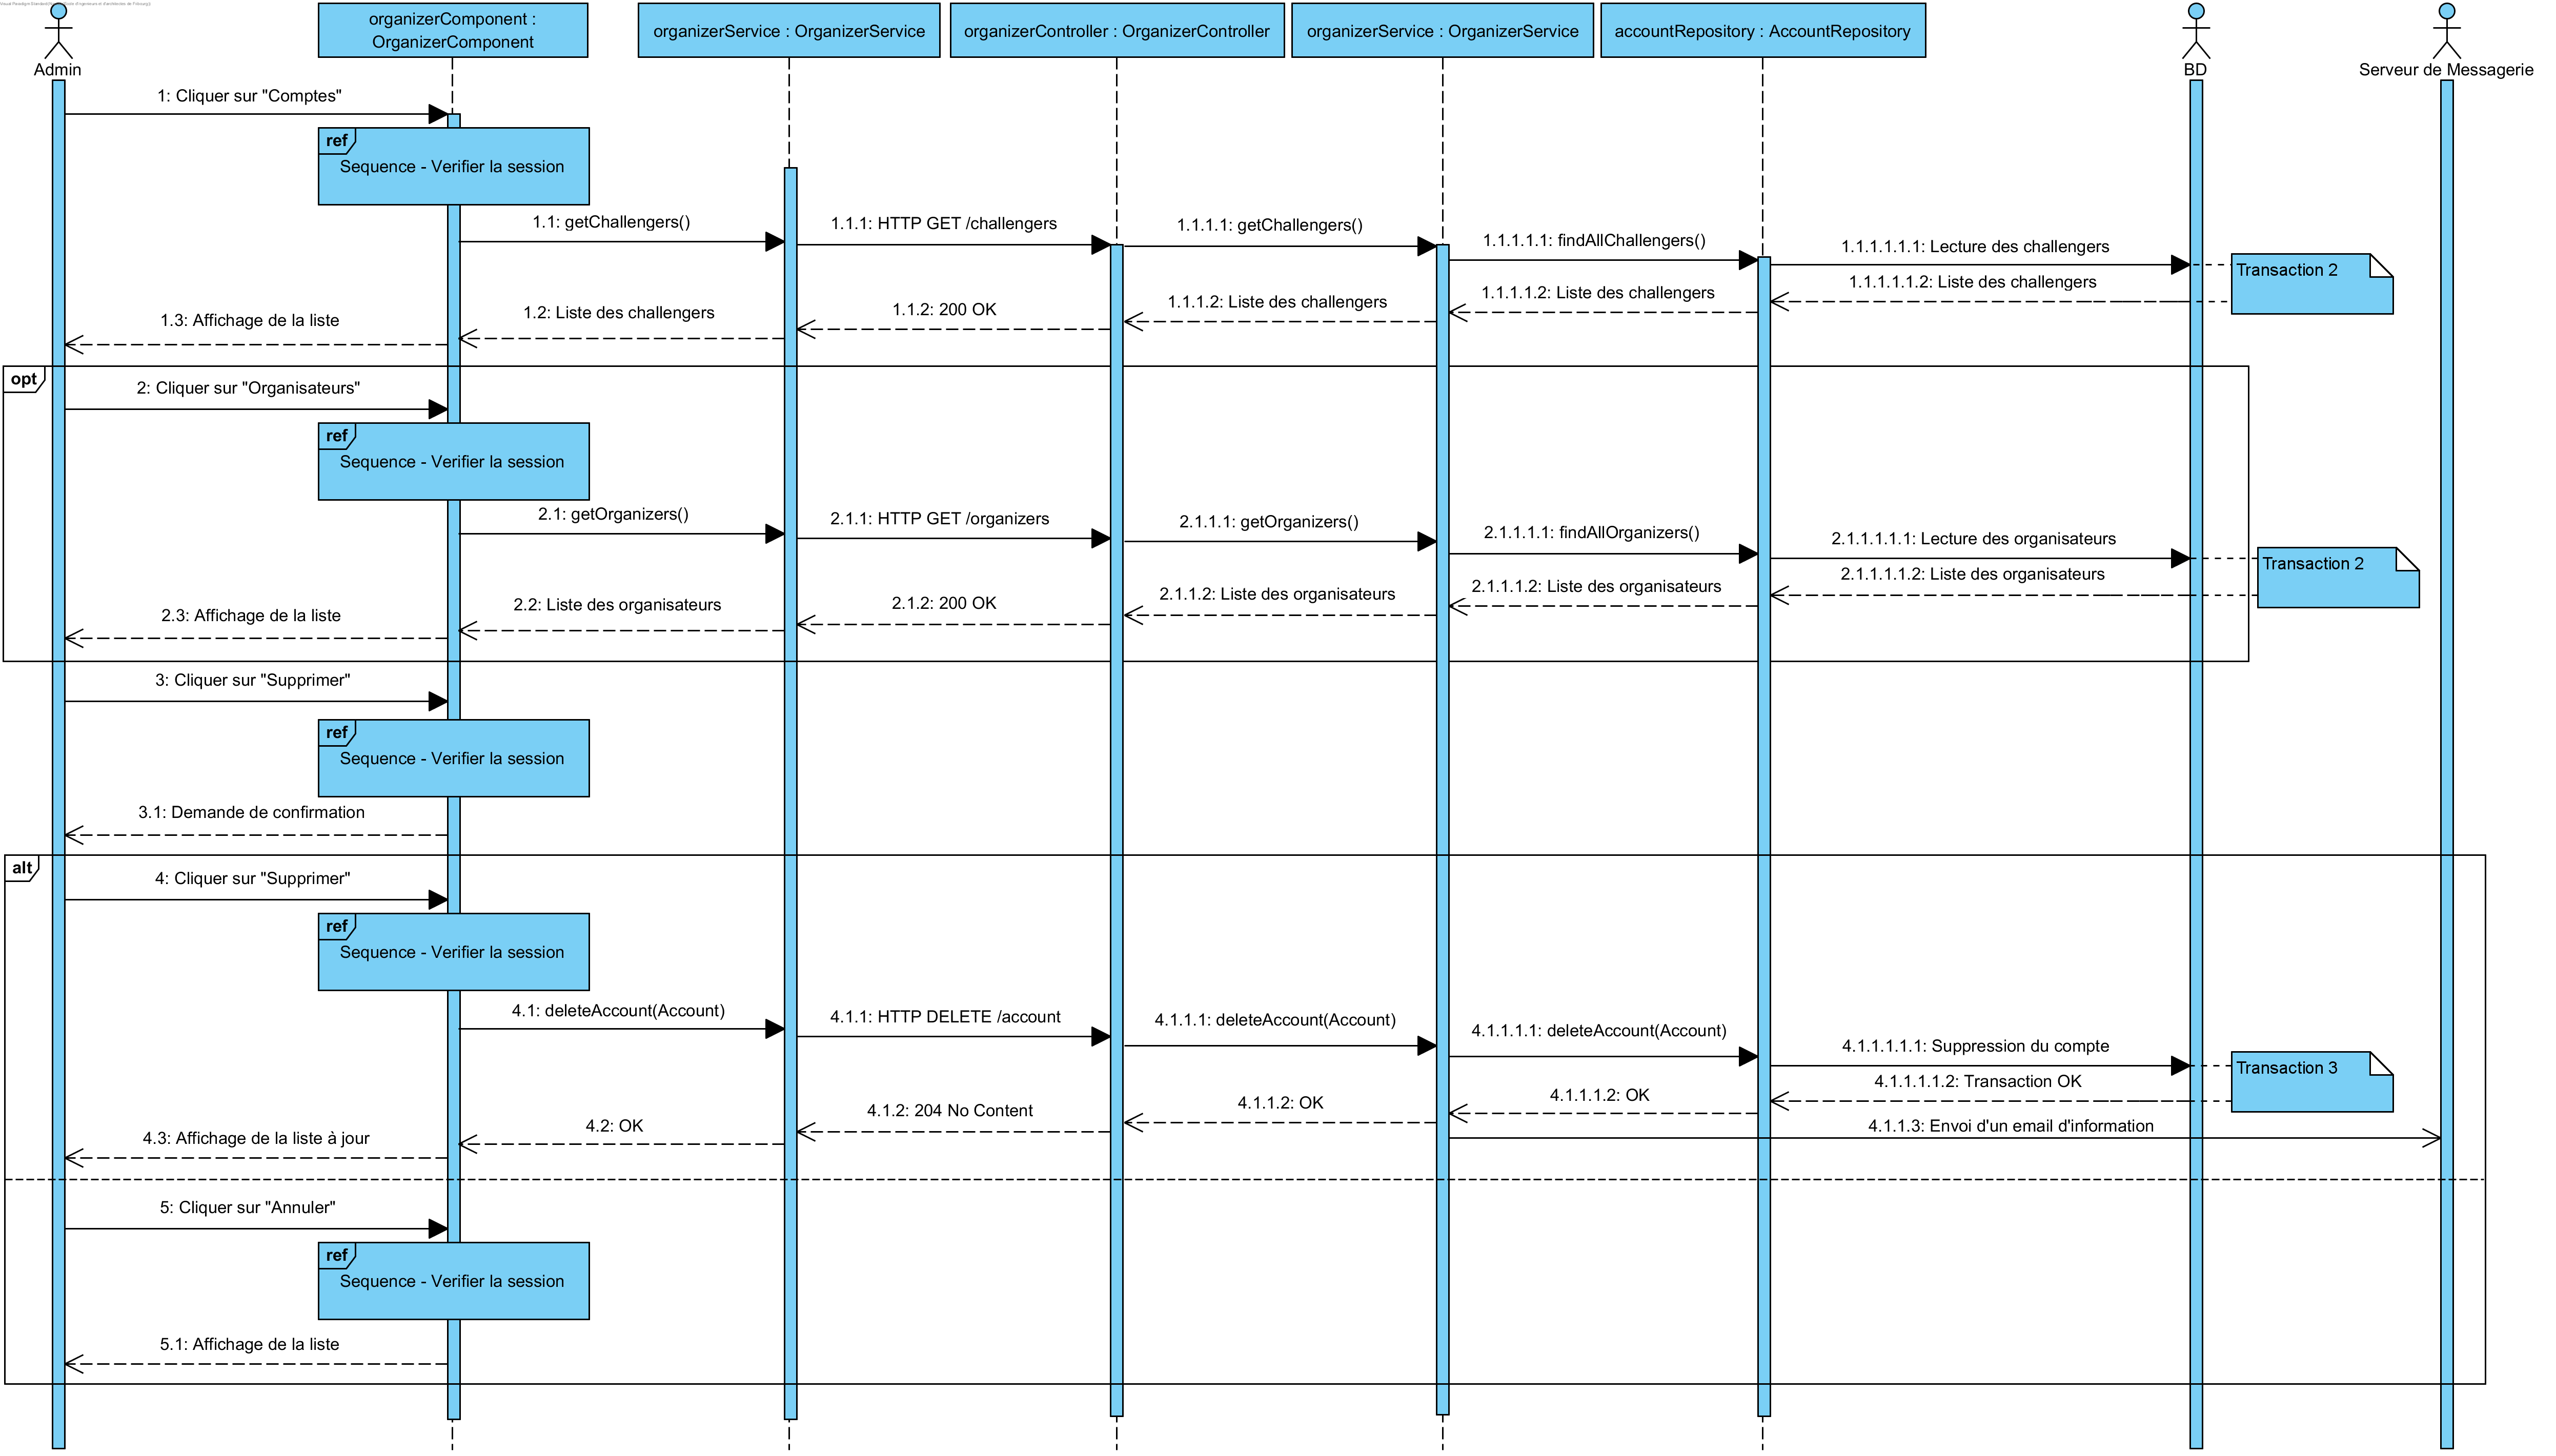 Admin
organizerComponent :
OrganizerComponent
organizerService : OrganizerService
organizerController : OrganizerController
organizerService : OrganizerService
accountRepository : AccountRepository
BD
Serveur de Messagerie
1: Cliquer sur "Comptes"
ref
Sequence - Verifier la session
1.1: getChallengers()
1.1.1: HTTP GET /challengers
1.1.1.1: getChallengers()
1.1.1.1.1: findAllChallengers()
1.1.1.1.1.1: Lecture des challengers
Transaction 2
1.1.1.1.1.2: Liste des challengers
1.1.1.1.2: Liste des challengers
1.1.1.2: Liste des challengers
1.1.2: 200 OK
1.2: Liste des challengers
1.3: Affichage de la liste
opt
2: Cliquer sur "Organisateurs"
ref
Sequence - Verifier la session
2.1: getOrganizers()
2.1.1: HTTP GET /organizers
2.1.1.1: getOrganizers()
2.1.1.1.1: findAllOrganizers()
2.1.1.1.1.1: Lecture des organisateurs
Transaction 2
2.1.1.1.1.2: Liste des organisateurs
2.1.1.1.2: Liste des organisateurs
2.1.1.2: Liste des organisateurs
2.1.2: 200 OK
2.2: Liste des organisateurs
2.3: Affichage de la liste
3: Cliquer sur "Supprimer"
ref
Sequence - Verifier la session
3.1: Demande de confirmation
alt
4: Cliquer sur "Supprimer"
ref
Sequence - Verifier la session
4.1: deleteAccount(Account)
4.1.1: HTTP DELETE /account
4.1.1.1: deleteAccount(Account)
4.1.1.1.1: deleteAccount(Account)
4.1.1.1.1.1: Suppression du compte
Transaction 3
4.1.1.1.1.2: Transaction OK
4.1.1.1.2: OK
4.1.1.2: OK
4.1.2: 204 No Content
4.2: OK
4.1.1.3: Envoi d'un email d'information
4.3: Affichage de la liste à jour
5: Cliquer sur "Annuler"
ref
Sequence - Verifier la session
5.1: Affichage de la liste